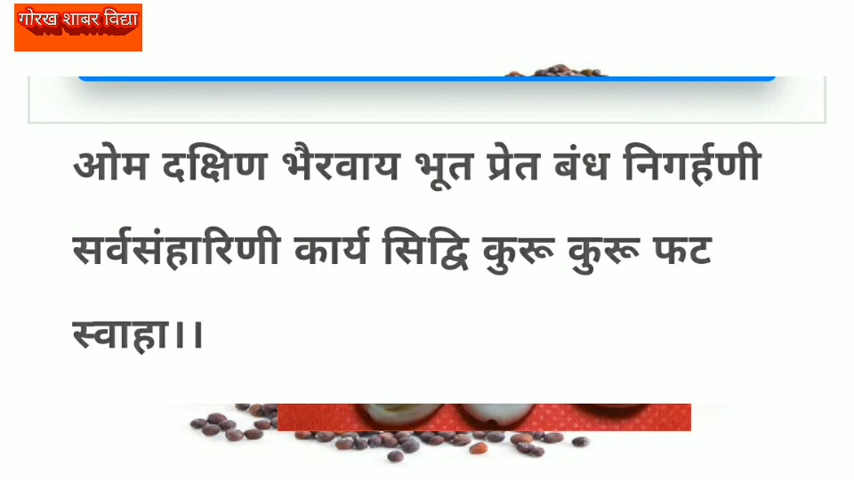 गोरख शाबर विद्या
ओम दक्षिण भैरवाय भूत प्रेत बंध निगर्हणी
सर्वसंहारिणी कार्य सिद्वि कुरू कुरू फट
स्वाहा।।